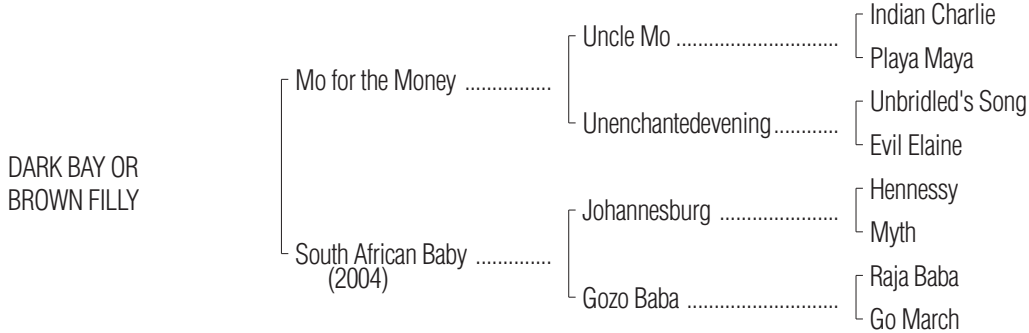 Indian Charlie
Uncle Mo ............................
Playa Maya
Mo for the Money ...............
Unbridled's Song
Unenchantedevening...........
Evil Elaine
DARK BAY OR
BROWN FILLY
Hennessy
Johannesburg ....................
Myth
South African Baby .............
(2004)
Raja Baba
Gozo Baba ..........................
Go March